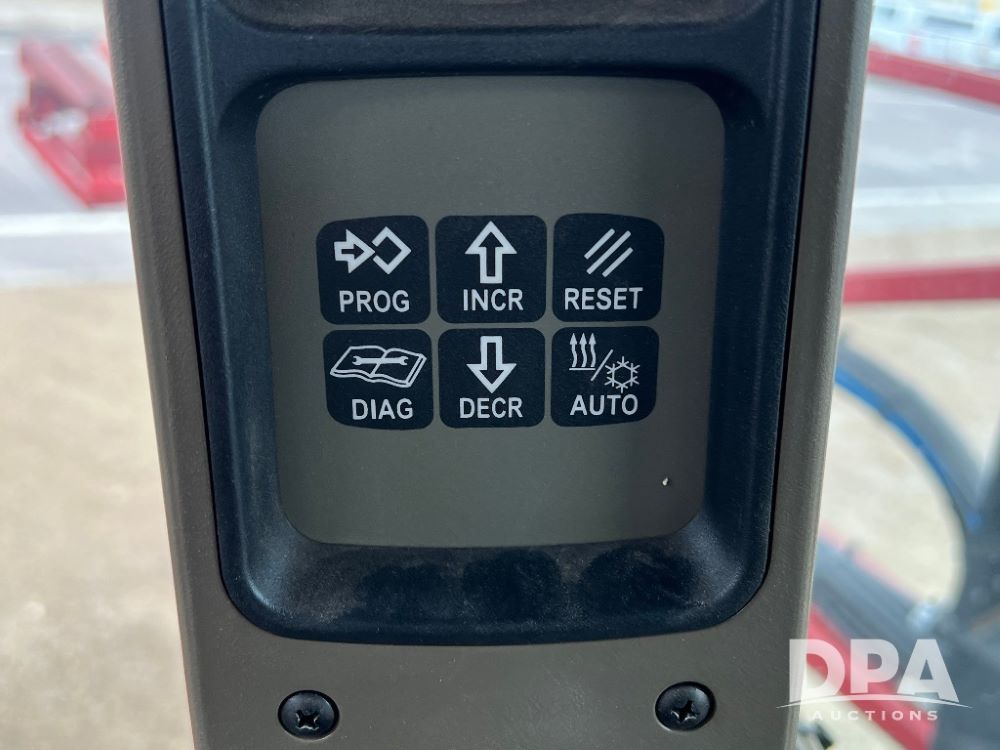 PROG INCR RESET
DIAG DECR AUTO
DPA
AUCTIONS